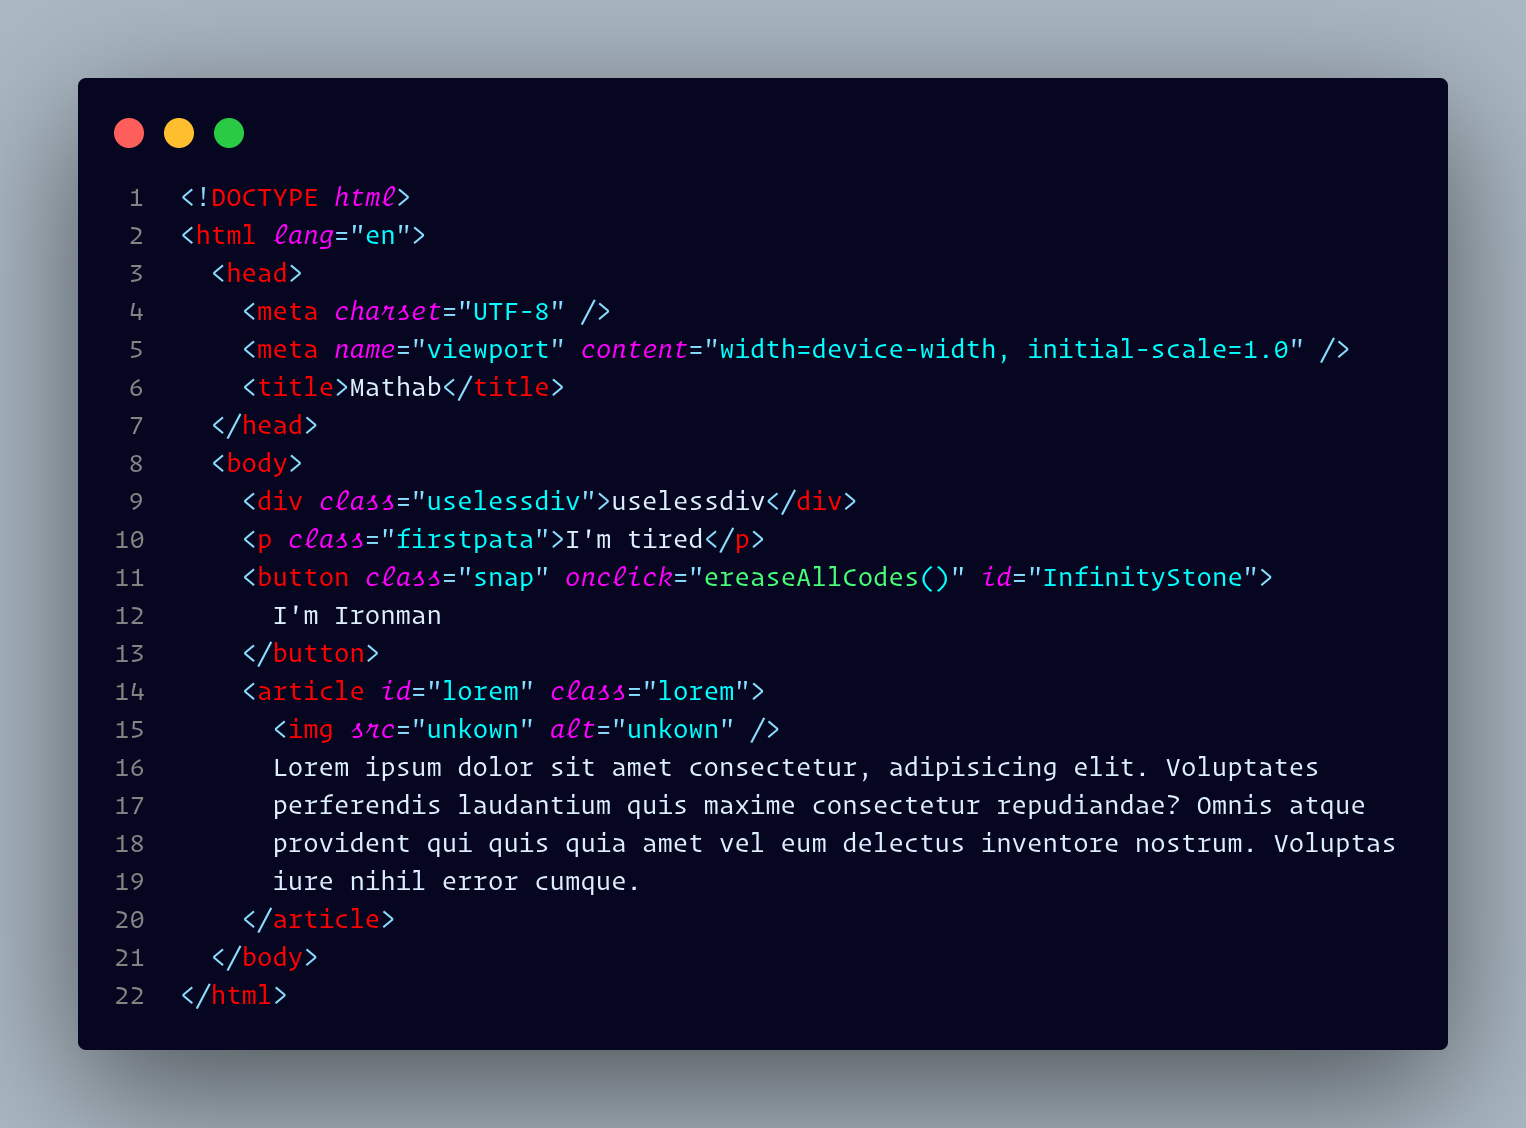 1 <!DOCTYPE html>
2 <html lang="en">
3   <head>
4     <meta charset="UTF-8" />
5     <meta name="viewport" content="width=device-width, initial-scale=1.0" />
6     <title>Mathab</title>
7   </head>
8   <body>
9     <div class="uselessdiv">uselessdiv</div>
10     <p class="firstpata">I'm tired</p>
11     <button class="snap" onclick="ereaseAllCodes()" id="InfinityStone">
12       I'm Ironman
13     </button>
14     <article id="lorem" class="lorem">
15       <img src="unkown" alt="unkown" />
16       Lorem ipsum dolor sit amet consectetur, adipisicing elit. Voluptates
17       perferendis laudantium quis maxime consectetur repudiandae? Omnis atque
18       provident qui quis quia amet vel eum delectus inventore nostrum. Voluptas
19       iure nihil error cumque.
20     </article>
21   </body>
22 </html>